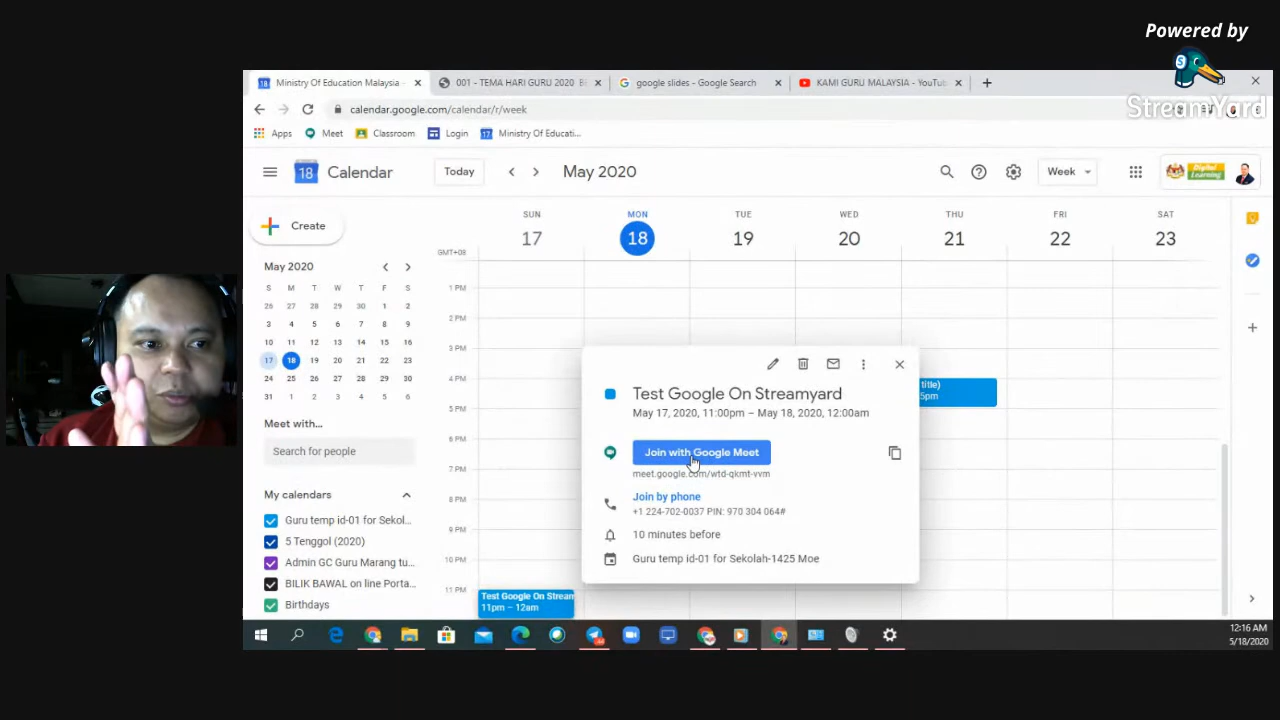 Powered by
StreamYard
Ministry Of Education Malaysia -
001 - TEMA HARI GURU 2020
google slides - Google Search
KAMI GURU MALAYSIA - YouTub
calendar.google.com/calendar/r/week
Apps Meet Classroom Login Ministry Of Educati...
18 Calendar Today May 2020 Week
Digital Learning
Create
SUN MON TUE WED THU FRI SAT
17 18 19 20 21 22 23
GMT+08
May 2020
S M T W T F S
26 27 28 29 30 1 2
3 4 5 6 7 8 9
10 11 12 13 14 15 16
17 18 19 20 21 22 23
24 25 26 27 28 29 30
31 1 2 3 4 5 6
Meet with...
Search for people
My calendars
Guru temp id-01 for Sekol...
5 Tenggol (2020)
Admin GC Guru Marang tu...
BILIK BAWAL on line Porta...
Birthdays
1 PM
2 PM
3 PM
4 PM
5 PM
6 PM
7 PM
8 PM
9 PM
10 PM
11 PM
title)
5pm
Test Google On Streamyard
May 17, 2020, 11:00pm – May 18, 2020, 12:00am
Join with Google Meet
meet.google.com/wtd-qkmt-vvm
Join by phone
+1 224-702-0037 PIN: 970 304 064#
10 minutes before
Guru temp id-01 for Sekolah-1425 Moe
Test Google On Stream
11pm – 12am
12:16 AM
5/18/2020